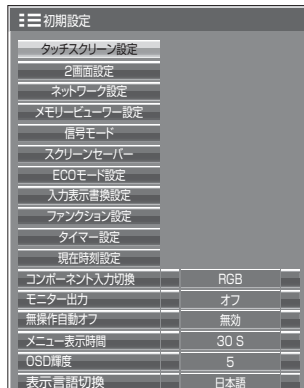 初期設定
タッチスクリーン設定
2画面設定
ネットワーク設定
メモリービューワー設定
信号モード
スクリーンセーバー
ECOモード設定
入力表示書換設定
ファンクション設定
タイマー設定
現在時刻設定
コンポーネント入力切換 RGB
モニター出力 オフ
無操作自動オフ 無効
メニュー表示時間 30 S
OSD輝度 5
表示言語切換 日本語